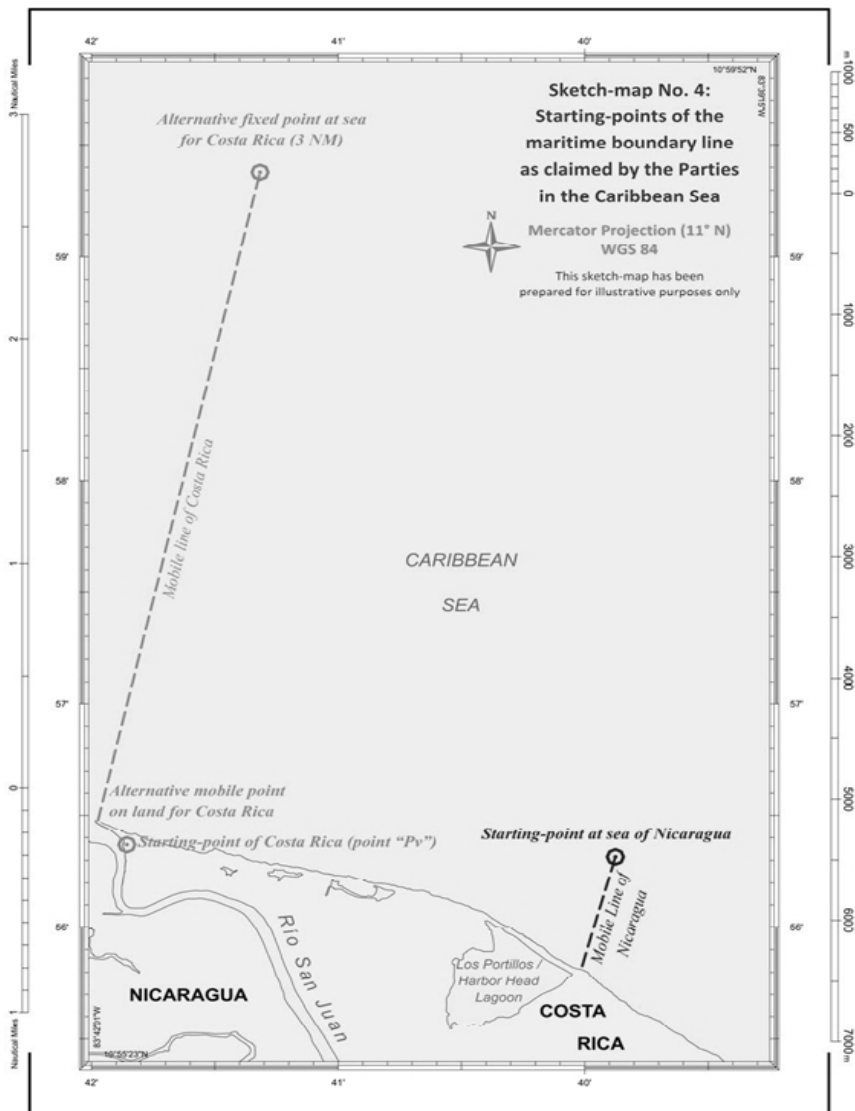 42'
41'
40'
10°59'52"N
83°39'15"W
Sketch-map No. 4:
Starting-points of the
maritime boundary line
as claimed by the Parties
in the Caribbean Sea
N
Mercator Projection (11° N)
WGS 84
This sketch-map has been
prepared for illustrative purposes only
Alternative fixed point at sea
for Costa Rica (3 NM)
Mobile line of Costa Rica
CARIBBEAN
SEA
Alternative mobile point
on land for Costa Rica
Starting-point of Costa Rica (point “Pv”)
Starting-point at sea of Nicaragua
Mobile Line of
Nicaragua
Río San Juan
Los Portillos /
Harbor Head
Lagoon
NICARAGUA
COSTA
RICA
83°42'01"W
10°55'23"N
42'
41'
40'
59'
58'
57'
56'
59'
58'
57'
56'
Nautical Miles
3
2
1
0
1
Nautical Miles
m
1000
500
0
1000
2000
3000
4000
5000
6000
7000m